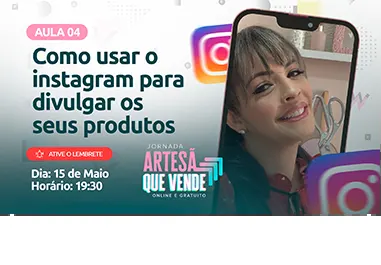 AULA 04
Como usar o
instagram para
divulgar os
seus produtos
ATIVE O LEMBRETE
Dia: 15 de Maio
Horário: 19:30
JORNADA
ARTESÃ
QUE VENDE
ONLINE E GRATUITO